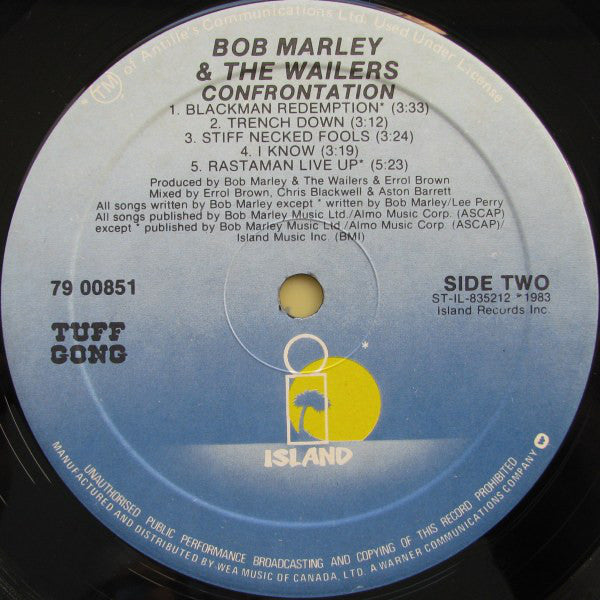 * TM of Antilles Communications Ltd. Used Under License
BOB MARLEY
& THE WAILERS
CONFRONTATION
1. BLACKMAN REDEMPTION* (3:33)
2. TRENCH DOWN (3:12)
3. STIFF NECKED FOOLS (3:24)
4. I KNOW (3:19)
5. RASTAMAN LIVE UP* (5:23)
Produced by Bob Marley & The Wailers & Errol Brown
Mixed by Errol Brown, Chris Blackwell & Aston Barrett
All songs written by Bob Marley except * written by Bob Marley/Lee Perry
All songs published by Bob Marley Music Ltd./Almo Music Corp. (ASCAP)
except * published by Bob Marley Music Ltd /Almo Music Corp. (ASCAP)/
Island Music Inc. (BMI)
79 00851
SIDE TWO
ST-IL-835212 * 1983
Island Records Inc.
TUFF
GONG
*
ISLAND
UNAUTHORISED PUBLIC PERFORMANCE BROADCASTING AND COPYING OF THIS RECORD PROHIBITED
MANUFACTURED AND DISTRIBUTED BY WEA MUSIC OF CANADA, LTD. A WARNER COMMUNICATIONS COMPANY